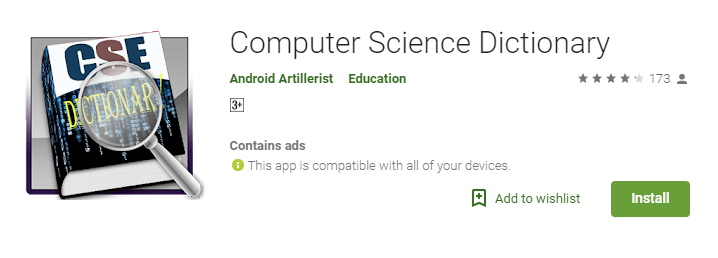 Computer Science Dictionary
CSE
DICTIONARY
Android Artillerist Education
173
3+
Contains ads
This app is compatible with all of your devices.
Add to wishlist
Install